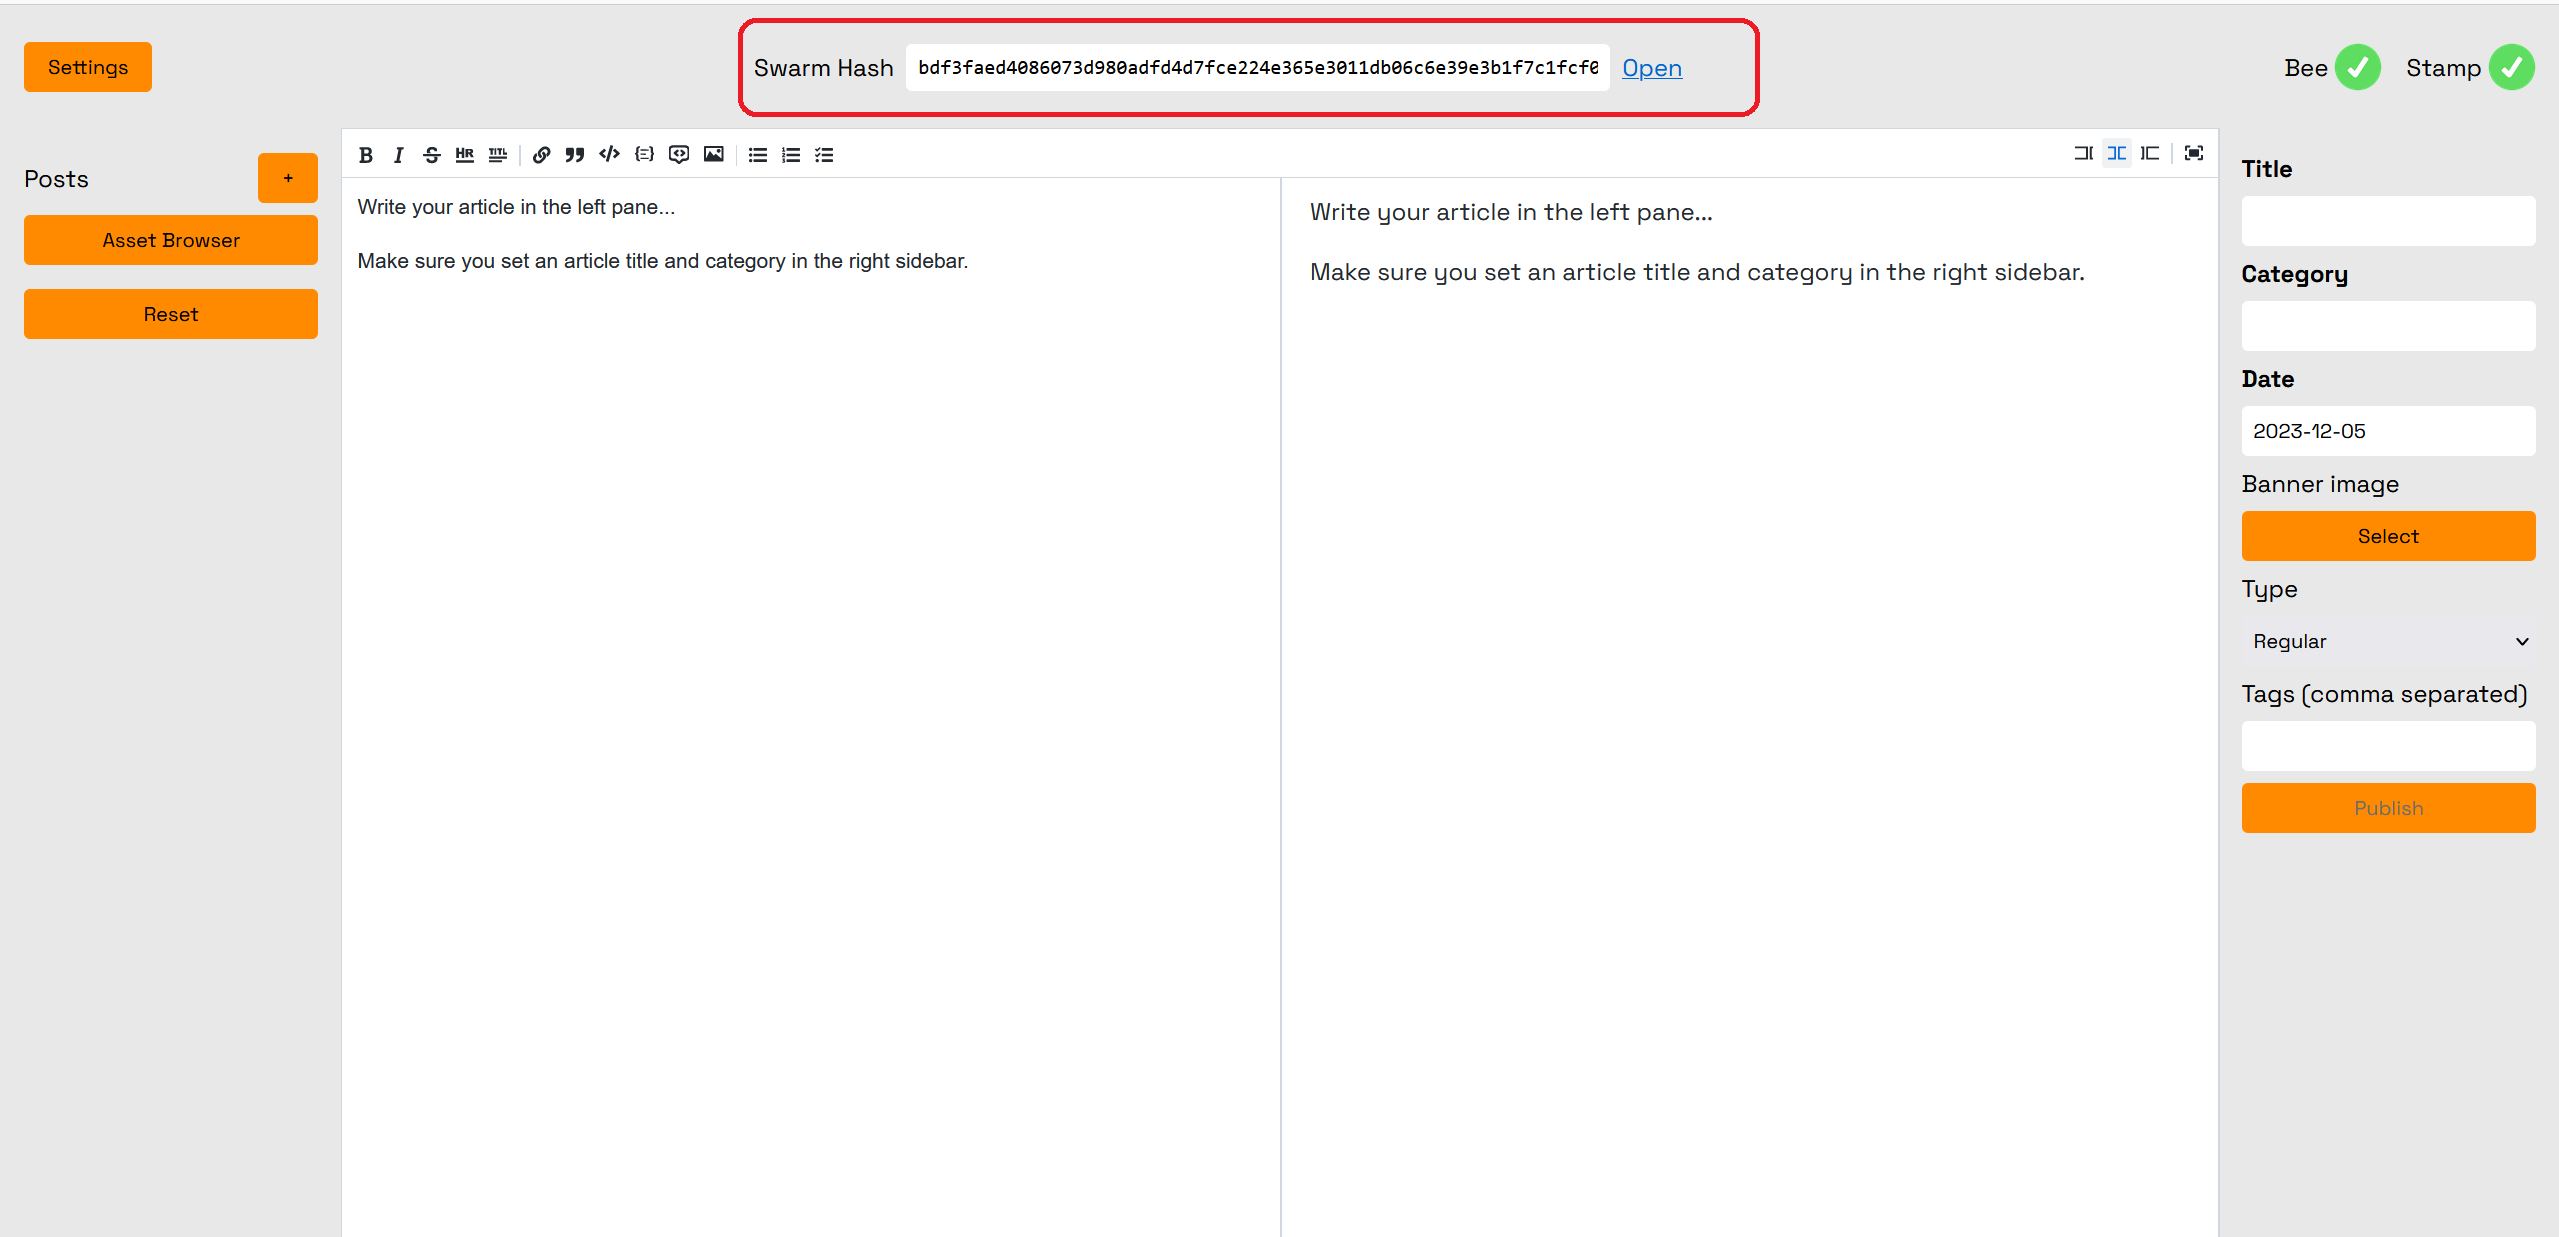 Settings
Swarm Hash bdf3faed4086073d980adfd4d7fce224e365e3011db06c6e39e3b1f7c1fcf0 Open
Bee Stamp
Posts +
Asset Browser
Reset
B I S HR TITL
Write your article in the left pane...
Make sure you set an article title and category in the right sidebar.
Write your article in the left pane...
Make sure you set an article title and category in the right sidebar.
Title
Category
Date
2023-12-05
Banner image
Select
Type
Regular
Tags (comma separated)
Publish